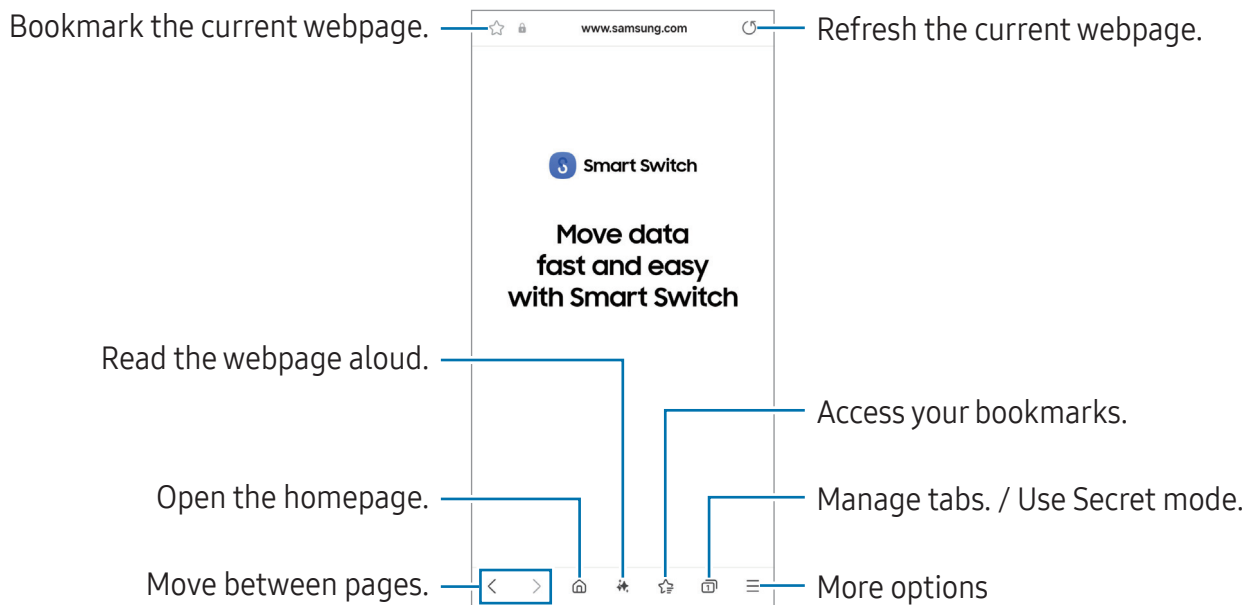 Bookmark the current webpage.
www.samsung.com
Refresh the current webpage.
Smart Switch
Move data
fast and easy
with Smart Switch
Read the webpage aloud.
Access your bookmarks.
Open the homepage.
Manage tabs. / Use Secret mode.
Move between pages.
1
More options